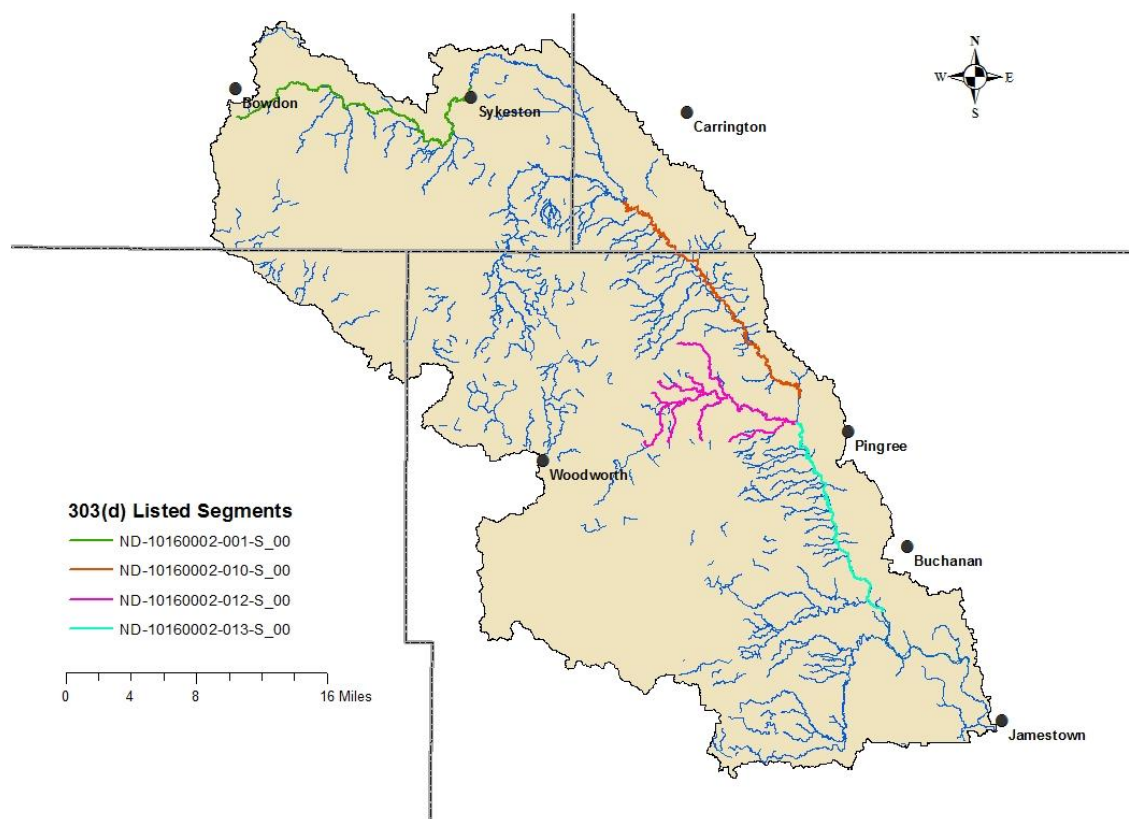 N
W E
S
Bowdon
Sykeston
Carrington
Pingree
Woodworth
303(d) Listed Segments
ND-10160002-001-S_00
Buchanan
ND-10160002-010-S_00
ND-10160002-012-S_00
ND-10160002-013-S_00
0 4 8 16 Miles
Jamestown